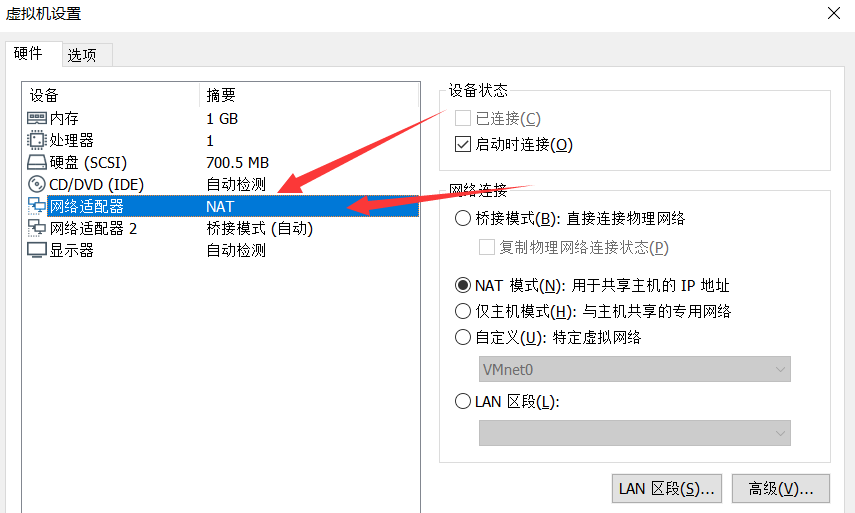 虚拟机设置
硬件 选项
设备 摘要
内存 1 GB
处理器 1
硬盘 (SCSI) 700.5 MB
CD/DVD (IDE) 自动检测
网络适配器 NAT
网络适配器 2 桥接模式 (自动)
显示器 自动检测
设备状态
已连接(C)
启动时连接(O)
网络连接
桥接模式(B): 直接连接物理网络
复制物理网络连接状态(P)
NAT 模式(N): 用于共享主机的 IP 地址
仅主机模式(H): 与主机共享的专用网络
自定义(U): 特定虚拟网络
VMnet0
LAN 区段(L):
LAN 区段(S)... 高级(V)...